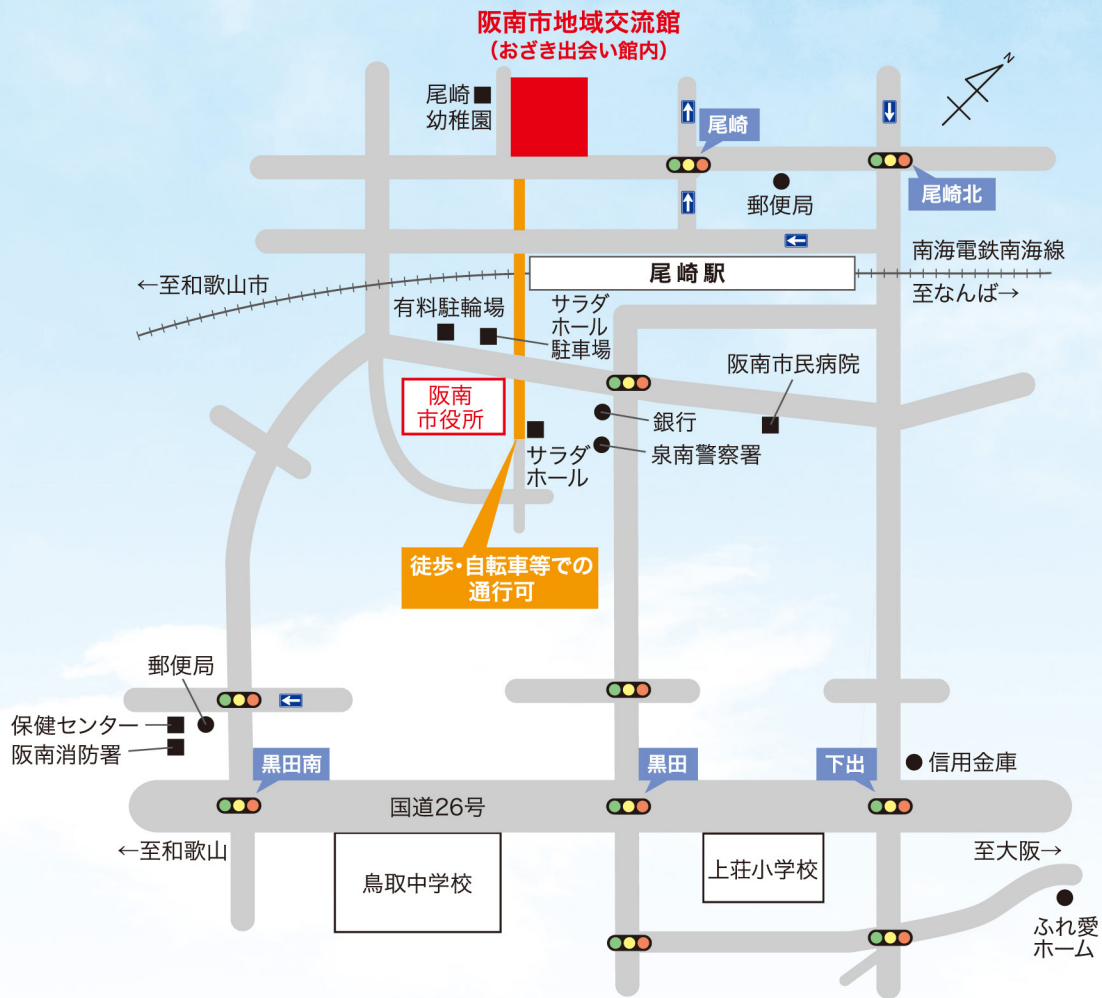 阪南市地域交流館
（おざき出会い館内）
尾崎
幼稚園
N
尾崎
尾崎北
郵便局
南海電鉄南海線
尾崎駅
←至和歌山市
至なんば→
有料駐輪場
サラダ
ホール
駐車場
阪南市民病院
阪南
市役所
銀行
サラダ
ホール
泉南警察署
徒歩・自転車等での
通行可
郵便局
保健センター
阪南消防署
黒田南
黒田
下出
信用金庫
国道26号
←至和歌山
至大阪→
鳥取中学校
上荘小学校
ふれ愛
ホーム